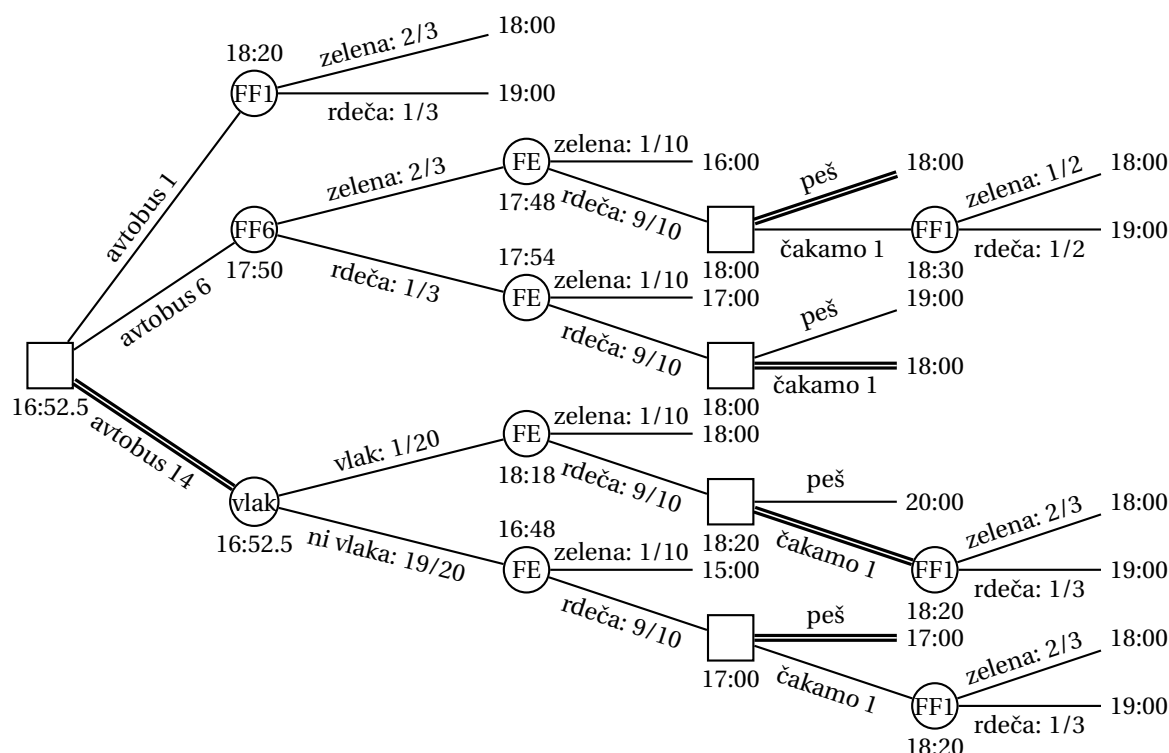 18:00
zelena: 2/3
18:20
FF1
19:00
rdeča: 1/3
avtobus 1
zelena: 1/10
FE
16:00
17:48
zelena: 2/3
rdeča: 9/10
peš
18:00
18:00
čakamo 1
FF1
18:30
zelena: 1/2
18:00
rdeča: 1/2
19:00
FF6
17:50
avtobus 6
rdeča: 1/3
17:54
FE
zelena: 1/10
17:00
rdeča: 9/10
peš
19:00
18:00
čakamo 1
18:00
16:52.5
avtobus 14
vlak
16:52.5
vlak: 1/20
FE
18:18
zelena: 1/10
18:00
rdeča: 9/10
peš
20:00
18:20
čakamo 1
FF1
18:20
zelena: 2/3
18:00
rdeča: 1/3
19:00
ni vlaka: 19/20
16:48
FE
zelena: 1/10
15:00
rdeča: 9/10
peš
17:00
17:00
čakamo 1
FF1
18:20
zelena: 2/3
18:00
rdeča: 1/3
19:00